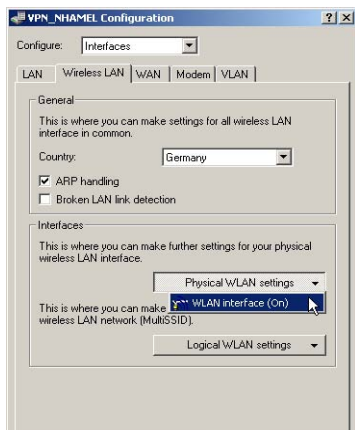 VPN_NHAMEL Configuration
Configure: Interfaces
LAN Wireless LAN WAN Modem VLAN
General
This is where you can make settings for all wireless LAN
interface in common.
Country: Germany
ARP handling
Broken LAN link detection
Interfaces
This is where you can make further settings for your physical
wireless LAN interface.
Physical WLAN settings
WLAN interface (On)
This is where you can make
wireless LAN network (MultiSSID).
Logical WLAN settings